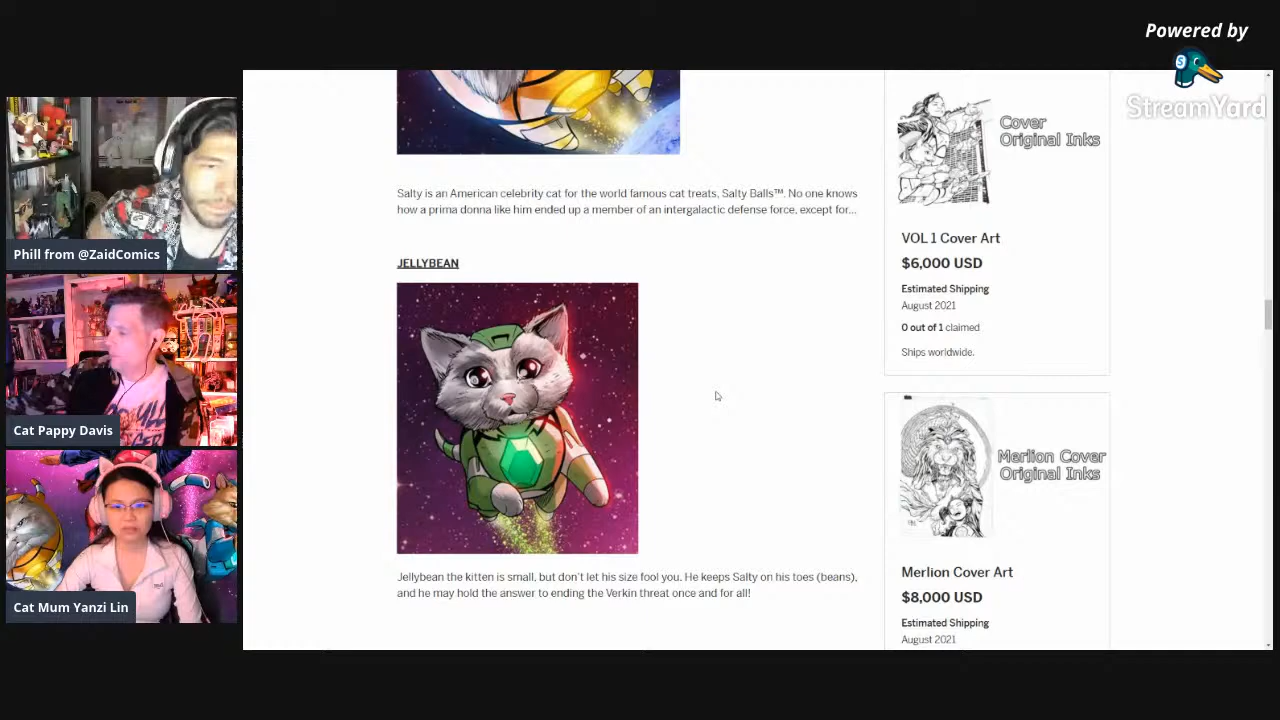 Powered by
StreamYard
Phill from @ZaidComics
Cat Pappy Davis
Cat Mum Yanzi Lin
Salty is an American celebrity cat for the world famous cat treats, Salty Balls™. No one knows
how a prima donna like him ended up a member of an intergalactic defense force, except for...
JELLYBEAN
Jellybean the kitten is small, but don't let his size fool you. He keeps Salty on his toes (beans),
and he may hold the answer to ending the Verkin threat once and for all!
Cover
Original Inks
VOL 1 Cover Art
$6,000 USD
Estimated Shipping
August 2021
0 out of 1 claimed
Ships worldwide.
Merlion Cover
Original Inks
Merlion Cover Art
$8,000 USD
Estimated Shipping
August 2021